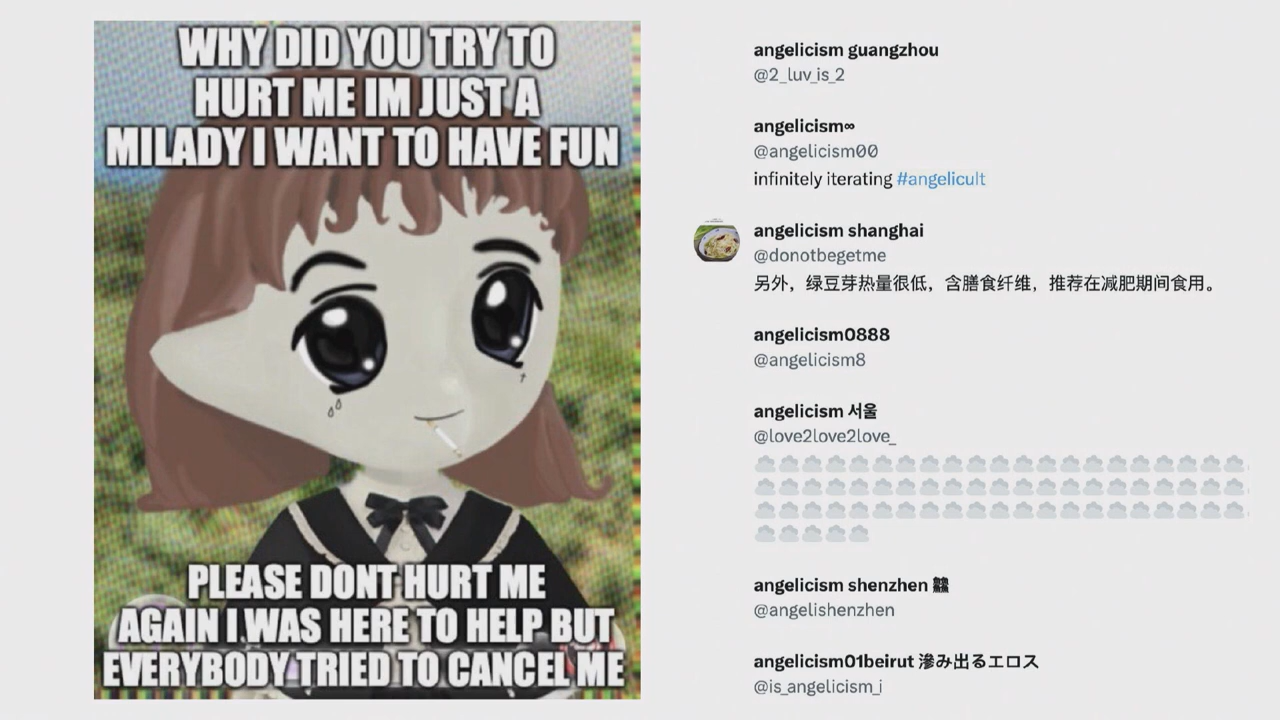 WHY DID YOU TRY TO
HURT ME IM JUST A
MILADY I WANT TO HAVE FUN
PLEASE DONT HURT ME
AGAIN I WAS HERE TO HELP BUT
EVERYBODY TRIED TO CANCEL ME
angelicism guangzhou
@2_luv_is_2
angelicism∞
@angelicism00
infinitely iterating #angelicult
angelicism shanghai
@donotbegetme
另外，绿豆芽热量很低，含膳食纤维，推荐在减肥期间食用。
angelicism0888
@angelicism8
angelicism 서울
@love2love2love_
angelicism shenzhen
@angelishenzhen
angelicism01beirut 滲み出るエロス
@is_angelicism_i